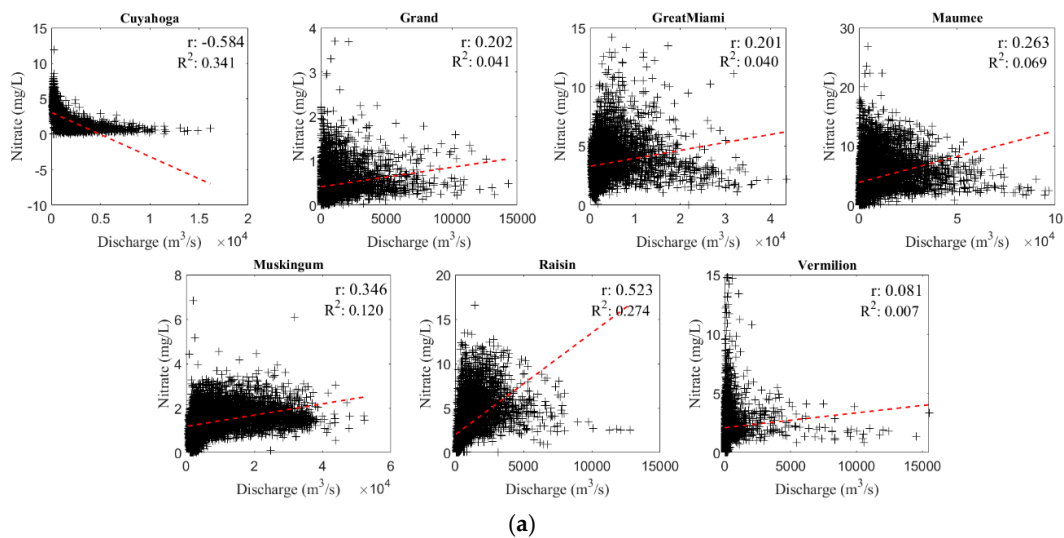 Cuyahoga
r: -0.584
R²: 0.341
15
10
5
0
-5
-10
Nitrate (mg/L)
0
0.5
1
1.5
2
Discharge (m³/s)
×10⁴
Grand
r: 0.202
R²: 0.041
4
3
2
1
0
Nitrate (mg/L)
0
5000
10000
15000
Discharge (m³/s)
GreatMiami
r: 0.201
R²: 0.040
15
10
5
0
Nitrate (mg/L)
0
1
2
3
4
Discharge (m³/s)
×10⁴
Maumee
r: 0.263
R²: 0.069
30
20
10
0
Nitrate (mg/L)
0
5
10
Discharge (m³/s)
×10⁴
Muskingum
r: 0.346
R²: 0.120
8
6
4
2
0
Nitrate (mg/L)
0
2
4
6
Discharge (m³/s)
×10⁴
Raisin
r: 0.523
R²: 0.274
20
15
10
5
0
Nitrate (mg/L)
0
5000
10000
15000
Discharge (m³/s)
Vermilion
r: 0.081
R²: 0.007
15
10
5
0
Nitrate (mg/L)
0
5000
10000
15000
Discharge (m³/s)
(a)